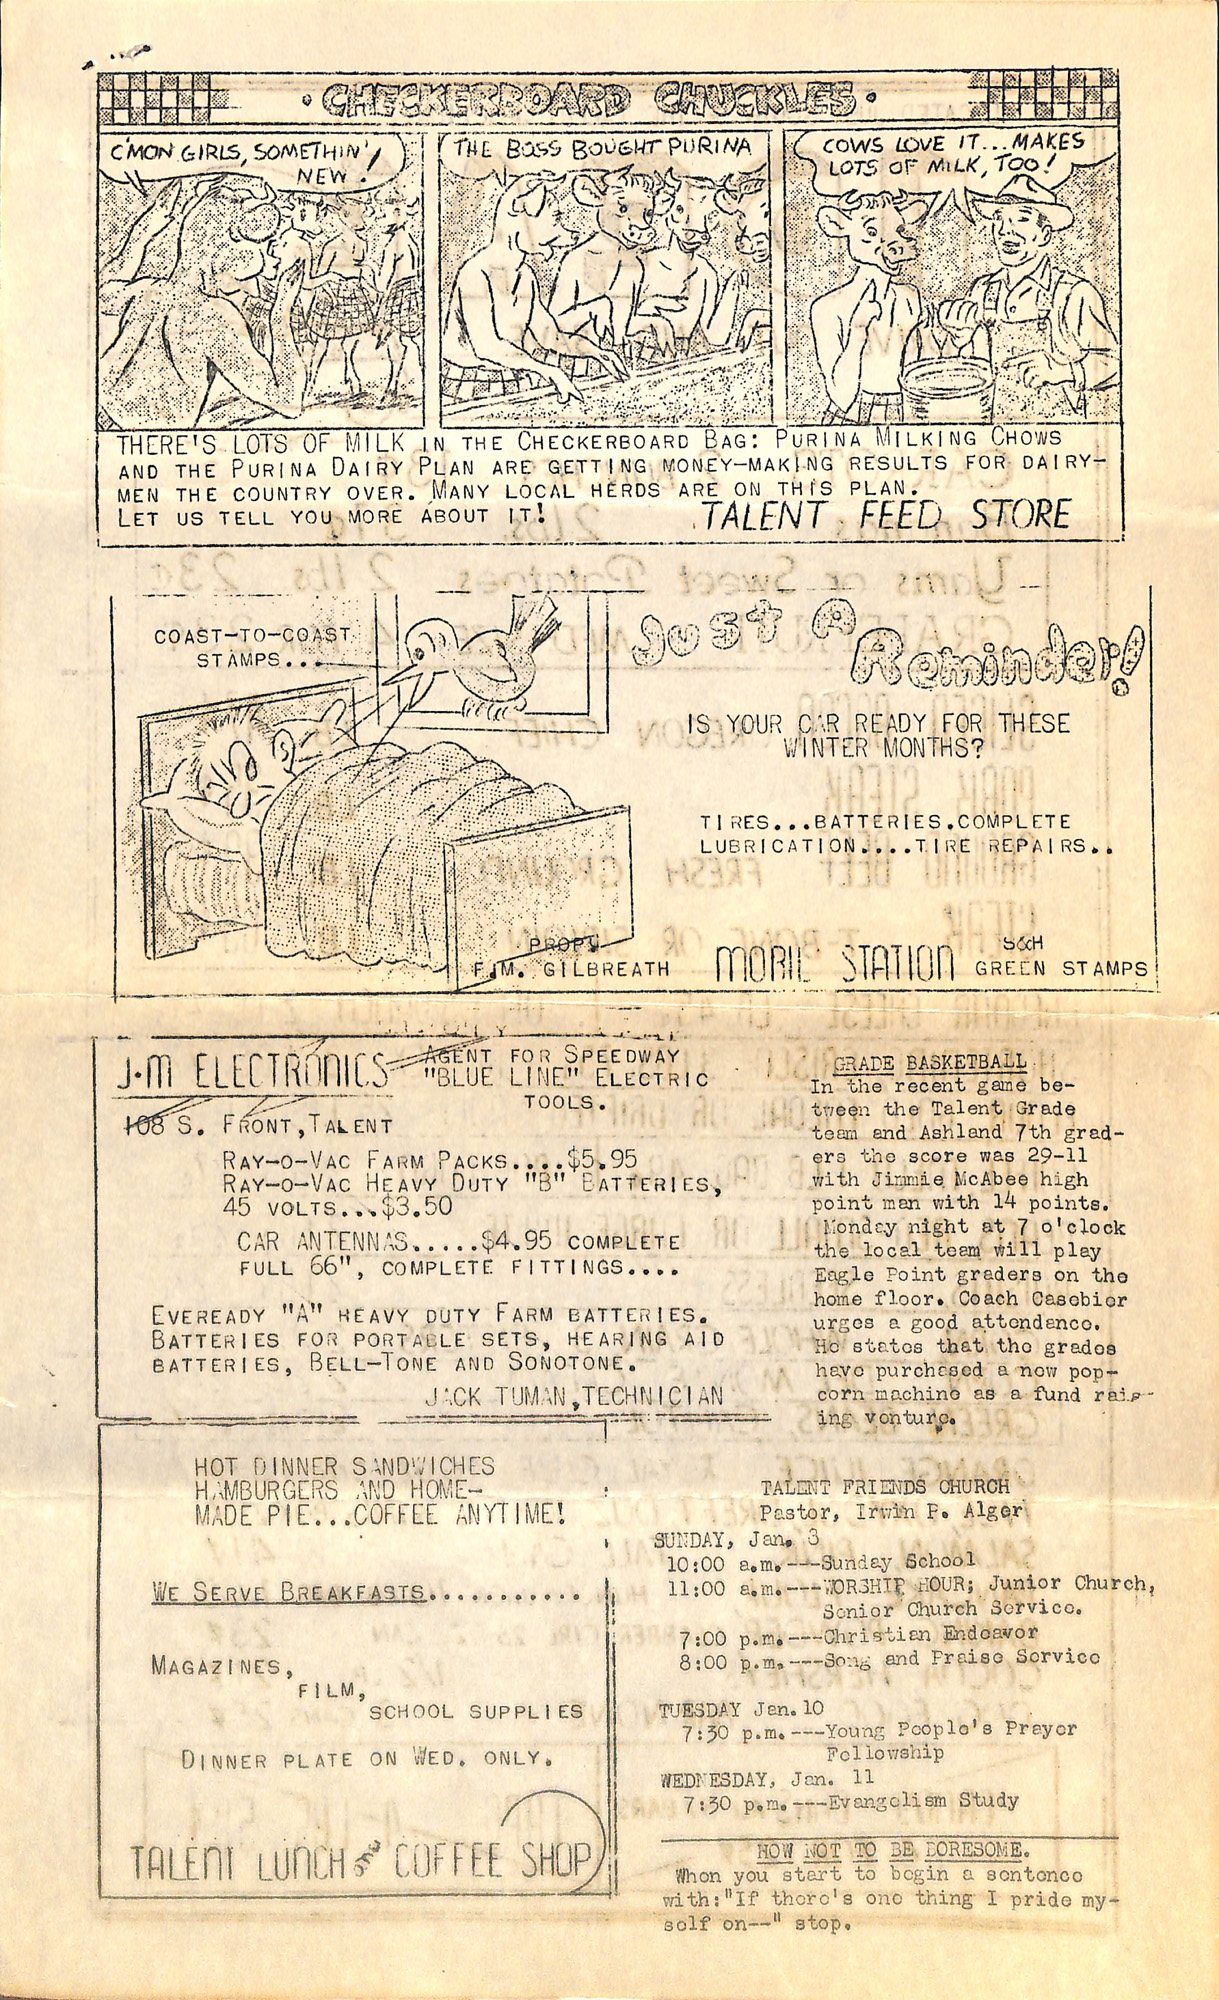 CHECKERBOARD CHUCKLES
C'MON GIRLS, SOMETHIN'
NEW!
THE BOSS BOUGHT PURINA
COWS LOVE IT...MAKES
LOTS OF MILK, TOO!
THERE'S LOTS OF MILK IN THE CHECKERBOARD BAG: PURINA MILKING CHOWS
AND THE PURINA DAIRY PLAN ARE GETTING MONEY-MAKING RESULTS FOR DAIRY-
MEN THE COUNTRY OVER. MANY LOCAL HERDS ARE ON THIS PLAN.
LET US TELL YOU MORE ABOUT IT!
TALENT FEED STORE
COAST-TO-COAST
STAMPS...
Just A
Reminder!
IS YOUR CAR READY FOR THESE
WINTER MONTHS?
TIRES...BATTERIES.COMPLETE
LUBRICATION....TIRE REPAIRS..
PROP:
F.M. GILBREATH
MOBIL STATION
S&H
GREEN STAMPS
J.M ELECTRONICS
AGENT FOR SPEEDWAY
"BLUE LINE" ELECTRIC
TOOLS.
108 S. FRONT, TALENT
RAY-O-VAC FARM PACKS....$5.95
RAY-O-VAC HEAVY DUTY "B" BATTERIES,
45 VOLTS...$3.50
CAR ANTENNAS.....$4.95 COMPLETE
FULL 66", COMPLETE FITTINGS....
EVEREADY "A" HEAVY DUTY FARM BATTERIES.
BATTERIES FOR PORTABLE SETS, HEARING AID
BATTERIES, BELL-TONE AND SONOTONE.
JACK TUMAN, TECHNICIAN
GRADE BASKETBALL
In the recent game be-
tween the Talent Grade
team and Ashland 7th grad-
ers the score was 29-11
with Jimmie McAbee high
point man with 14 points.
Monday night at 7 o'clock
the local team will play
Eagle Point graders on the
home floor. Coach Casebier
urges a good attendance.
He states that the grades
have purchased a new pop-
corn machine as a fund rais-
ing venture.
HOT DINNER SANDWICHES
HAMBURGERS AND HOME-
MADE PIE...COFFEE ANYTIME!
WE SERVE BREAKFASTS...........
MAGAZINES,
FILM,
SCHOOL SUPPLIES
DINNER PLATE ON WED. ONLY.
TALENT LUNCH and COFFEE SHOP
TALENT FRIENDS CHURCH
Pastor, Irwin P. Alger
SUNDAY, Jan. 8
10:00 a.m.---Sunday School
11:00 a.m.---WORSHIP HOUR; Junior Church,
Senior Church Service.
7:00 p.m.---Christian Endeavor
8:00 p.m.---Song and Praise Service
TUESDAY Jan. 10
7:30 p.m.---Young People's Prayer
Fellowship
WEDNESDAY, Jan. 11
7:30 p.m.---Evangelism Study
HOW NOT TO BE BORESOME.
When you start to begin a sentence
with:"If there's one thing I pride my-
self on--" stop.